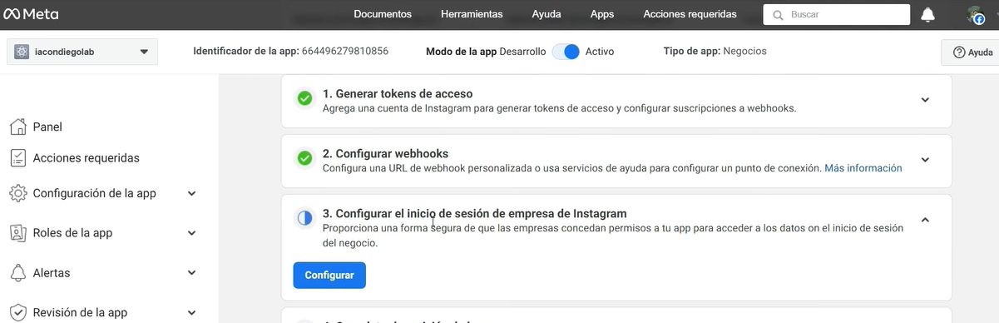 Meta
Documentos
Herramientas
Ayuda
Apps
Acciones requeridas
Buscar
iacondiegolab
Identificador de la app: 664496279810856
Modo de la app Desarrollo Activo
Tipo de app: Negocios
Ayuda
Panel
Acciones requeridas
Configuración de la app
Roles de la app
Alertas
Revisión de la app
1. Generar tokens de acceso
Agrega una cuenta de Instagram para generar tokens de acceso y configurar suscripciones a webhooks.
2. Configurar webhooks
Configura una URL de webhook personalizada o usa servicios de ayuda para configurar un punto de conexión. Más información
3. Configurar el inicio de sesión de empresa de Instagram
Proporciona una forma segura de que las empresas concedan permisos a tu app para acceder a los datos en el inicio de sesión
del negocio.
Configurar